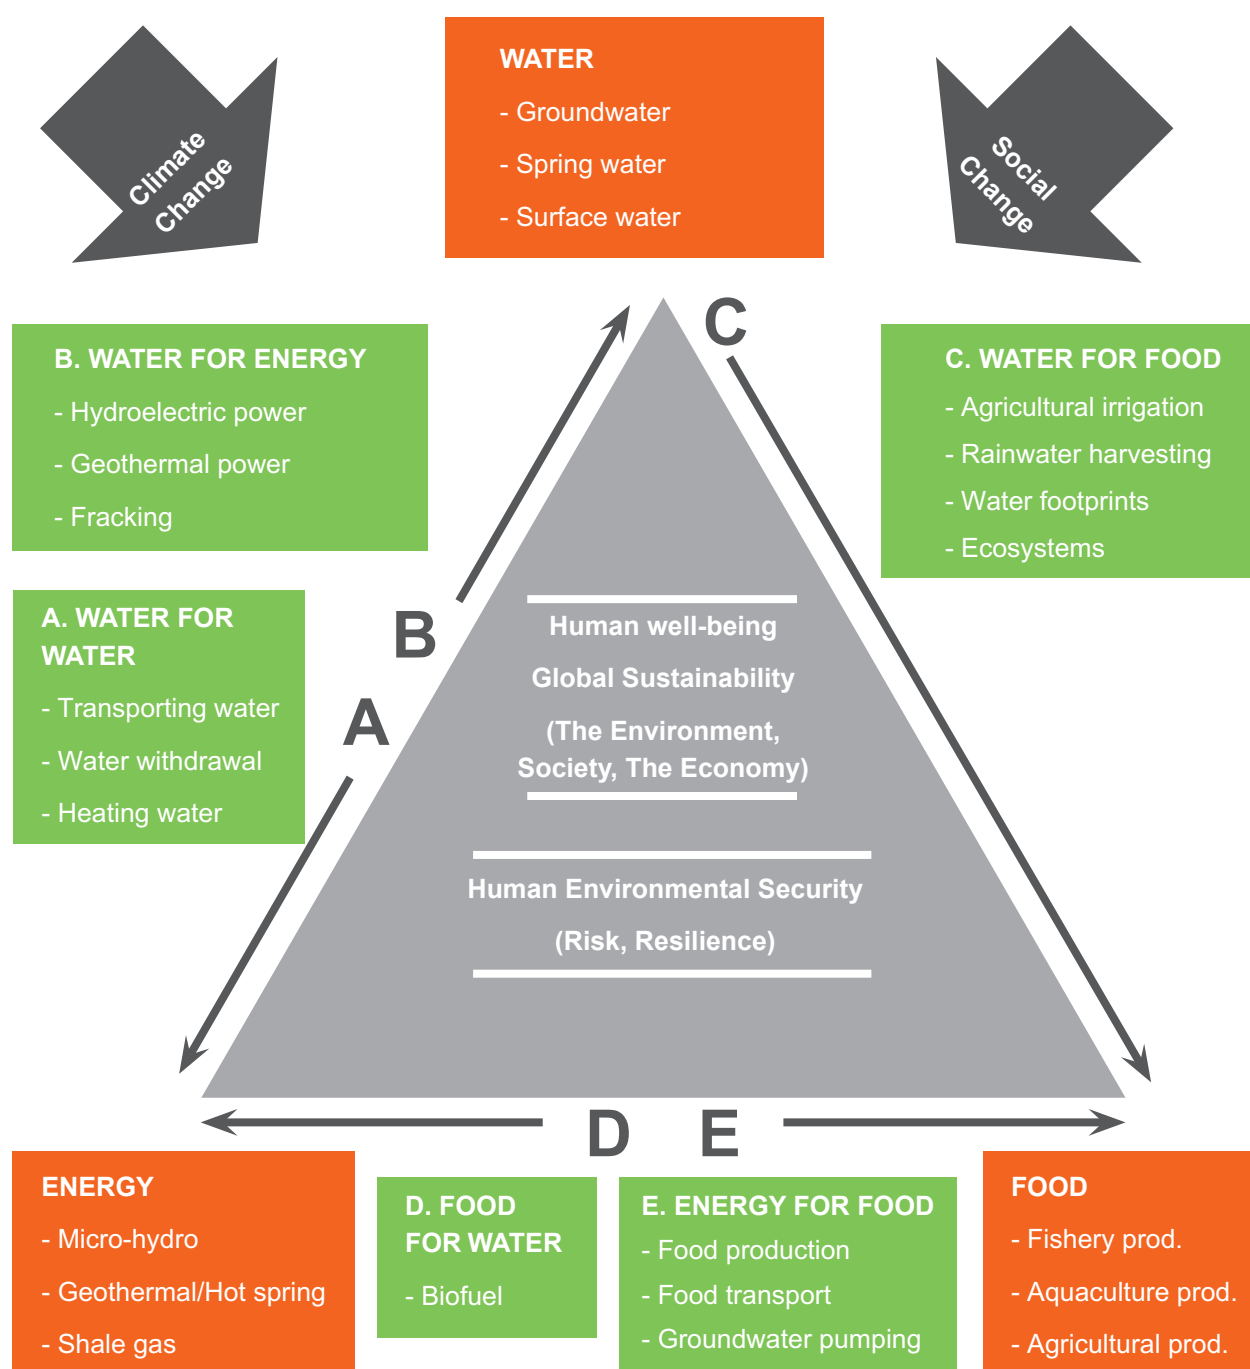 Climate
Change
WATER
- Groundwater
- Spring water
- Surface water
Social
Change
B. WATER FOR ENERGY
- Hydroelectric power
- Geothermal power
- Fracking
C
C. WATER FOR FOOD
- Agricultural irrigation
- Rainwater harvesting
- Water footprints
- Ecosystems
A. WATER FOR
WATER
- Transporting water
- Water withdrawal
- Heating water
B
A
Human well-being
Global Sustainability
(The Environment,
Society, The Economy)
Human Environmental Security
(Risk, Resilience)
D E
ENERGY
- Micro-hydro
- Geothermal/Hot spring
- Shale gas
D. FOOD
FOR WATER
- Biofuel
E. ENERGY FOR FOOD
- Food production
- Food transport
- Groundwater pumping
FOOD
- Fishery prod.
- Aquaculture prod.
- Agricultural prod.